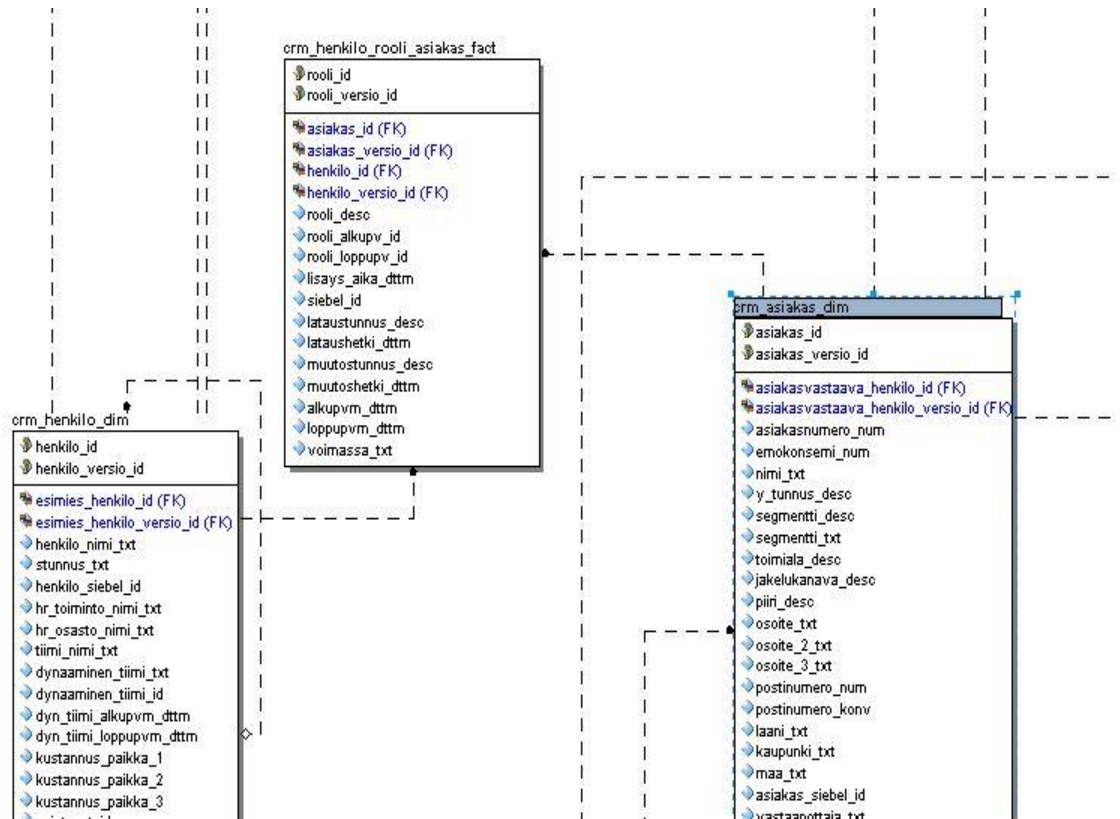 crm_henkilo_rooli_asiakas_fact
rooli_id
rooli_versio_id
asiakas_id (FK)
asiakas_versio_id (FK)
henkilo_id (FK)
henkilo_versio_id (FK)
rooli_desc
rooli_alkupv_id
rooli_loppupv_id
lisays_aika_dttm
siebel_id
lataustunnus_desc
lataushetki_dttm
muutostunnus_desc
muutoshetki_dttm
alkupvm_dttm
loppupvm_dttm
voimassa_txt
crm_henkilo_dim
henkilo_id
henkilo_versio_id
esimies_henkilo_id (FK)
esimies_henkilo_versio_id (FK)
henkilo_nimi_txt
stunnus_txt
henkilo_siebel_id
hr_toiminto_nimi_txt
hr_osasto_nimi_txt
tiimi_nimi_txt
dynaaminen_tiimi_txt
dynaaminen_tiimi_id
dyn_tiimi_alkupvm_dttm
dyn_tiimi_loppupvm_dttm
kustannus_paikka_1
kustannus_paikka_2
kustannus_paikka_3
crm_asiakas_dim
asiakas_id
asiakas_versio_id
asiakasvastaava_henkilo_id (FK)
asiakasvastaava_henkilo_versio_id (FK)
asiakasnumero_num
emokonserni_num
nimi_txt
y_tunnus_desc
segmentti_desc
segmentti_txt
toimiala_desc
jakelukanava_desc
piiri_desc
osoite_txt
osoite_2_txt
osoite_3_txt
postinumero_num
postinumero_konv
laani_txt
kaupunki_txt
maa_txt
asiakas_siebel_id
vastaanottaja_txt